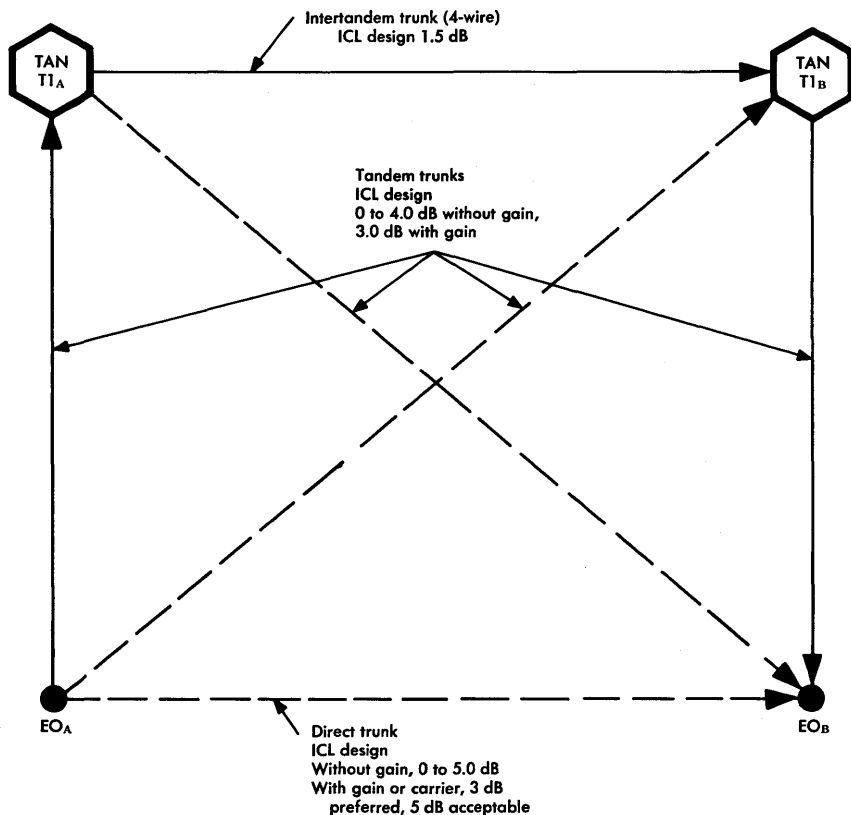 Intertandem trunk (4-wire)
ICL design 1.5 dB
TAN
T1A
TAN
T1B
Tandem trunks
ICL design
0 to 4.0 dB without gain,
3.0 dB with gain
EOA
EOB
Direct trunk
ICL design
Without gain, 0 to 5.0 dB
With gain or carrier, 3 dB
preferred, 5 dB acceptable